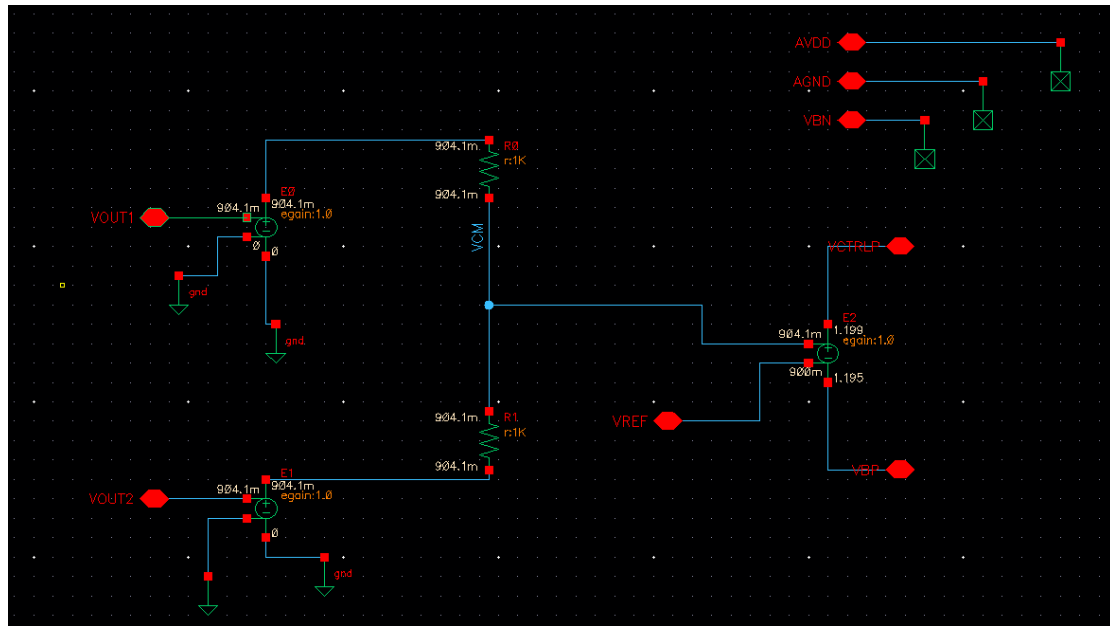 AVDD
AGND
VBN
904.1m
R0
r:1K
904.1m
E0
904.1m
904.1m
egain:1.0
VOUT1
0
0
gnd
gnd
VCM
VCTRLP
E2
904.1m
1.199
egain:1.0
900m
1.195
VREF
904.1m
R1
r:1K
904.1m
E1
904.1m
904.1m
egain:1.0
VOUT2
0
gnd
VBP